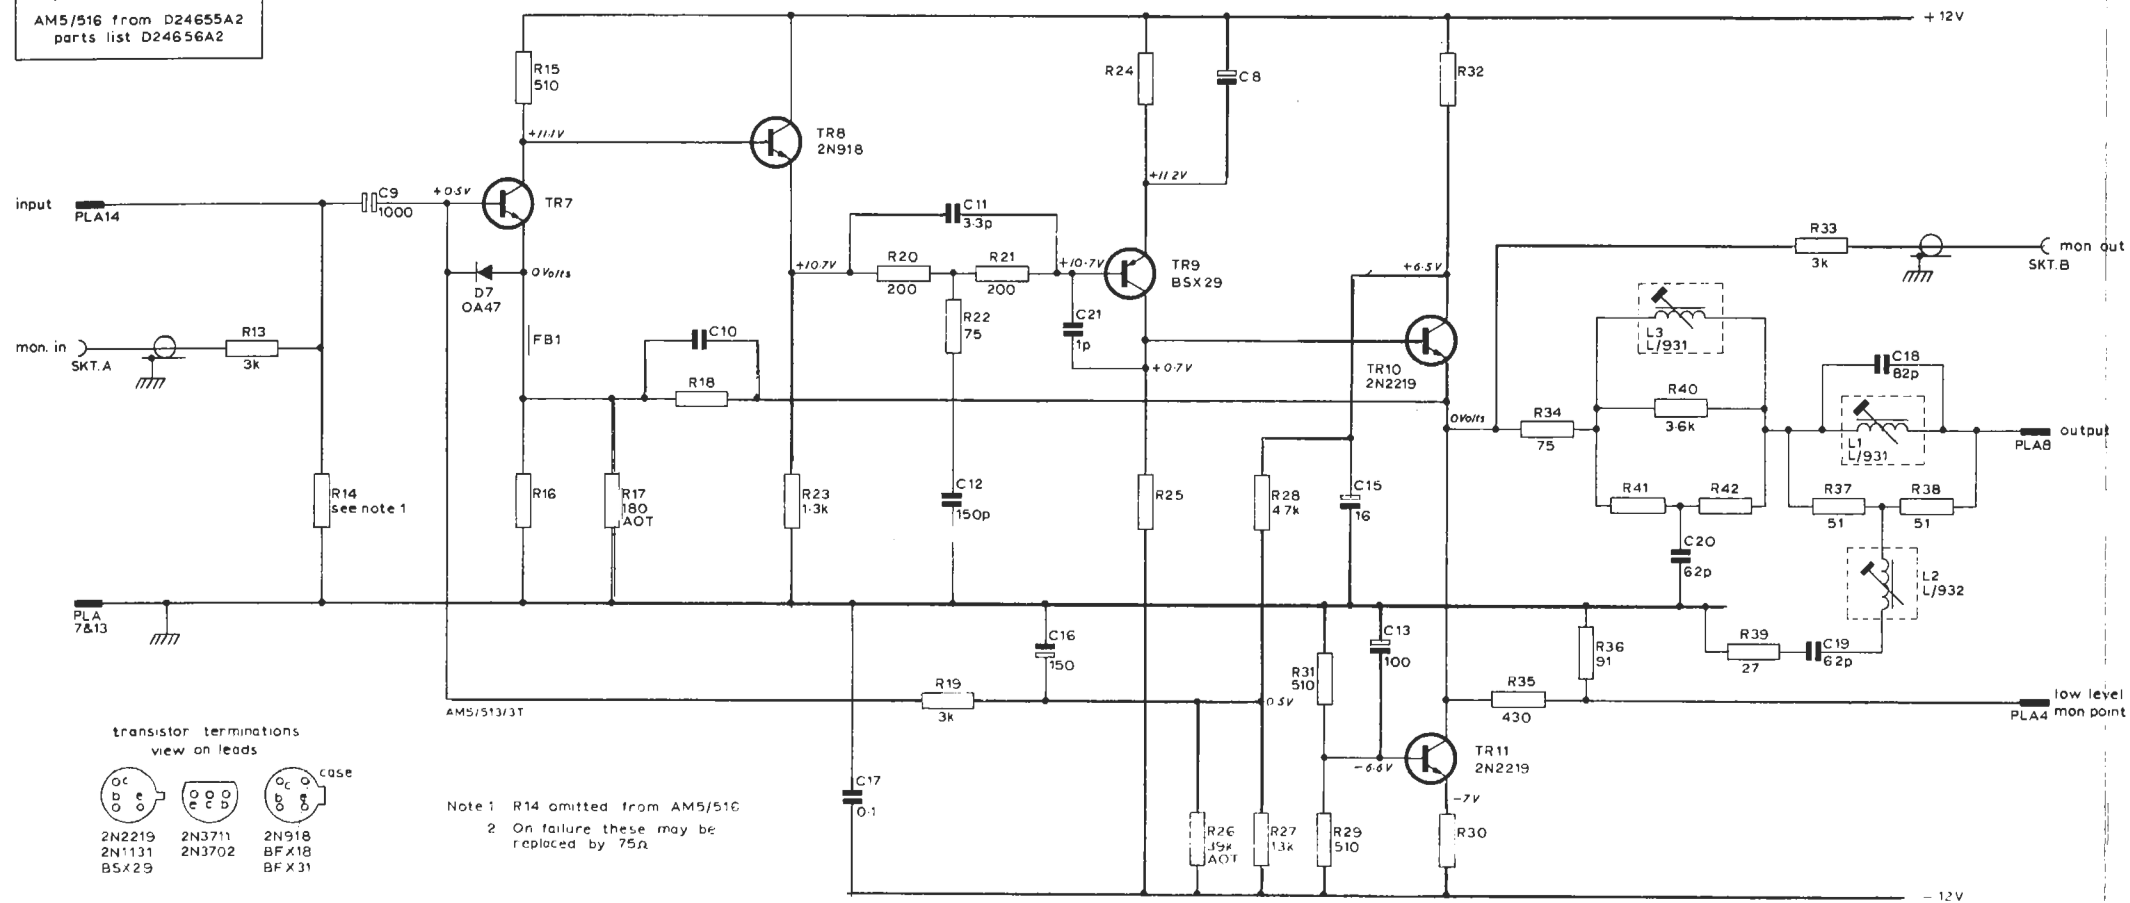 AM5/516 from D24655A2
parts list D24656A2
+12V
R15
510
R24
C8
R32
+11.1V
TR8
2N918
+11.2V
input
PLA14
C9
1000
+0.5V
TR7
C11
3.3p
R33
3k
mon out
SKT.B
0Volts
D7
OA47
+10.7V
R20
200
R21
200
+10.7V
TR9
BSX29
+6.5V
R22
75
C21
1p
L3
L/931
FB1
C10
mon. in
SKT.A
R13
3k
+0.7V
TR10
2N2219
C18
82p
R18
R40
3.6k
0Volts
R34
75
L1
L/931
PLA8
output
R14
see note 1
R16
R17
180
AOT
R23
1.3k
C12
150p
R25
R28
4.7k
C15
16
R41
R42
R37
51
R38
51
C20
62p
L2
L/932
PLA
7&13
C16
150
R31
510
C13
100
R36
91
R39
27
C19
62p
AM5/513/3T
R19
3k
0.5V
R35
430
low level
mon point
PLA4
transistor terminations
view on leads
TR11
2N2219
-6.6V
-7V
c
b e
e c b
c
b e
case
C17
0.1
2N2219
2N1131
BSX29
2N3711
2N3702
2N918
BFX18
BFX31
Note 1 R14 omitted from AM5/516
2 On failure these may be
replaced by 75Ω
R26
39k
AOT
R27
13k
R29
510
R30
-12V